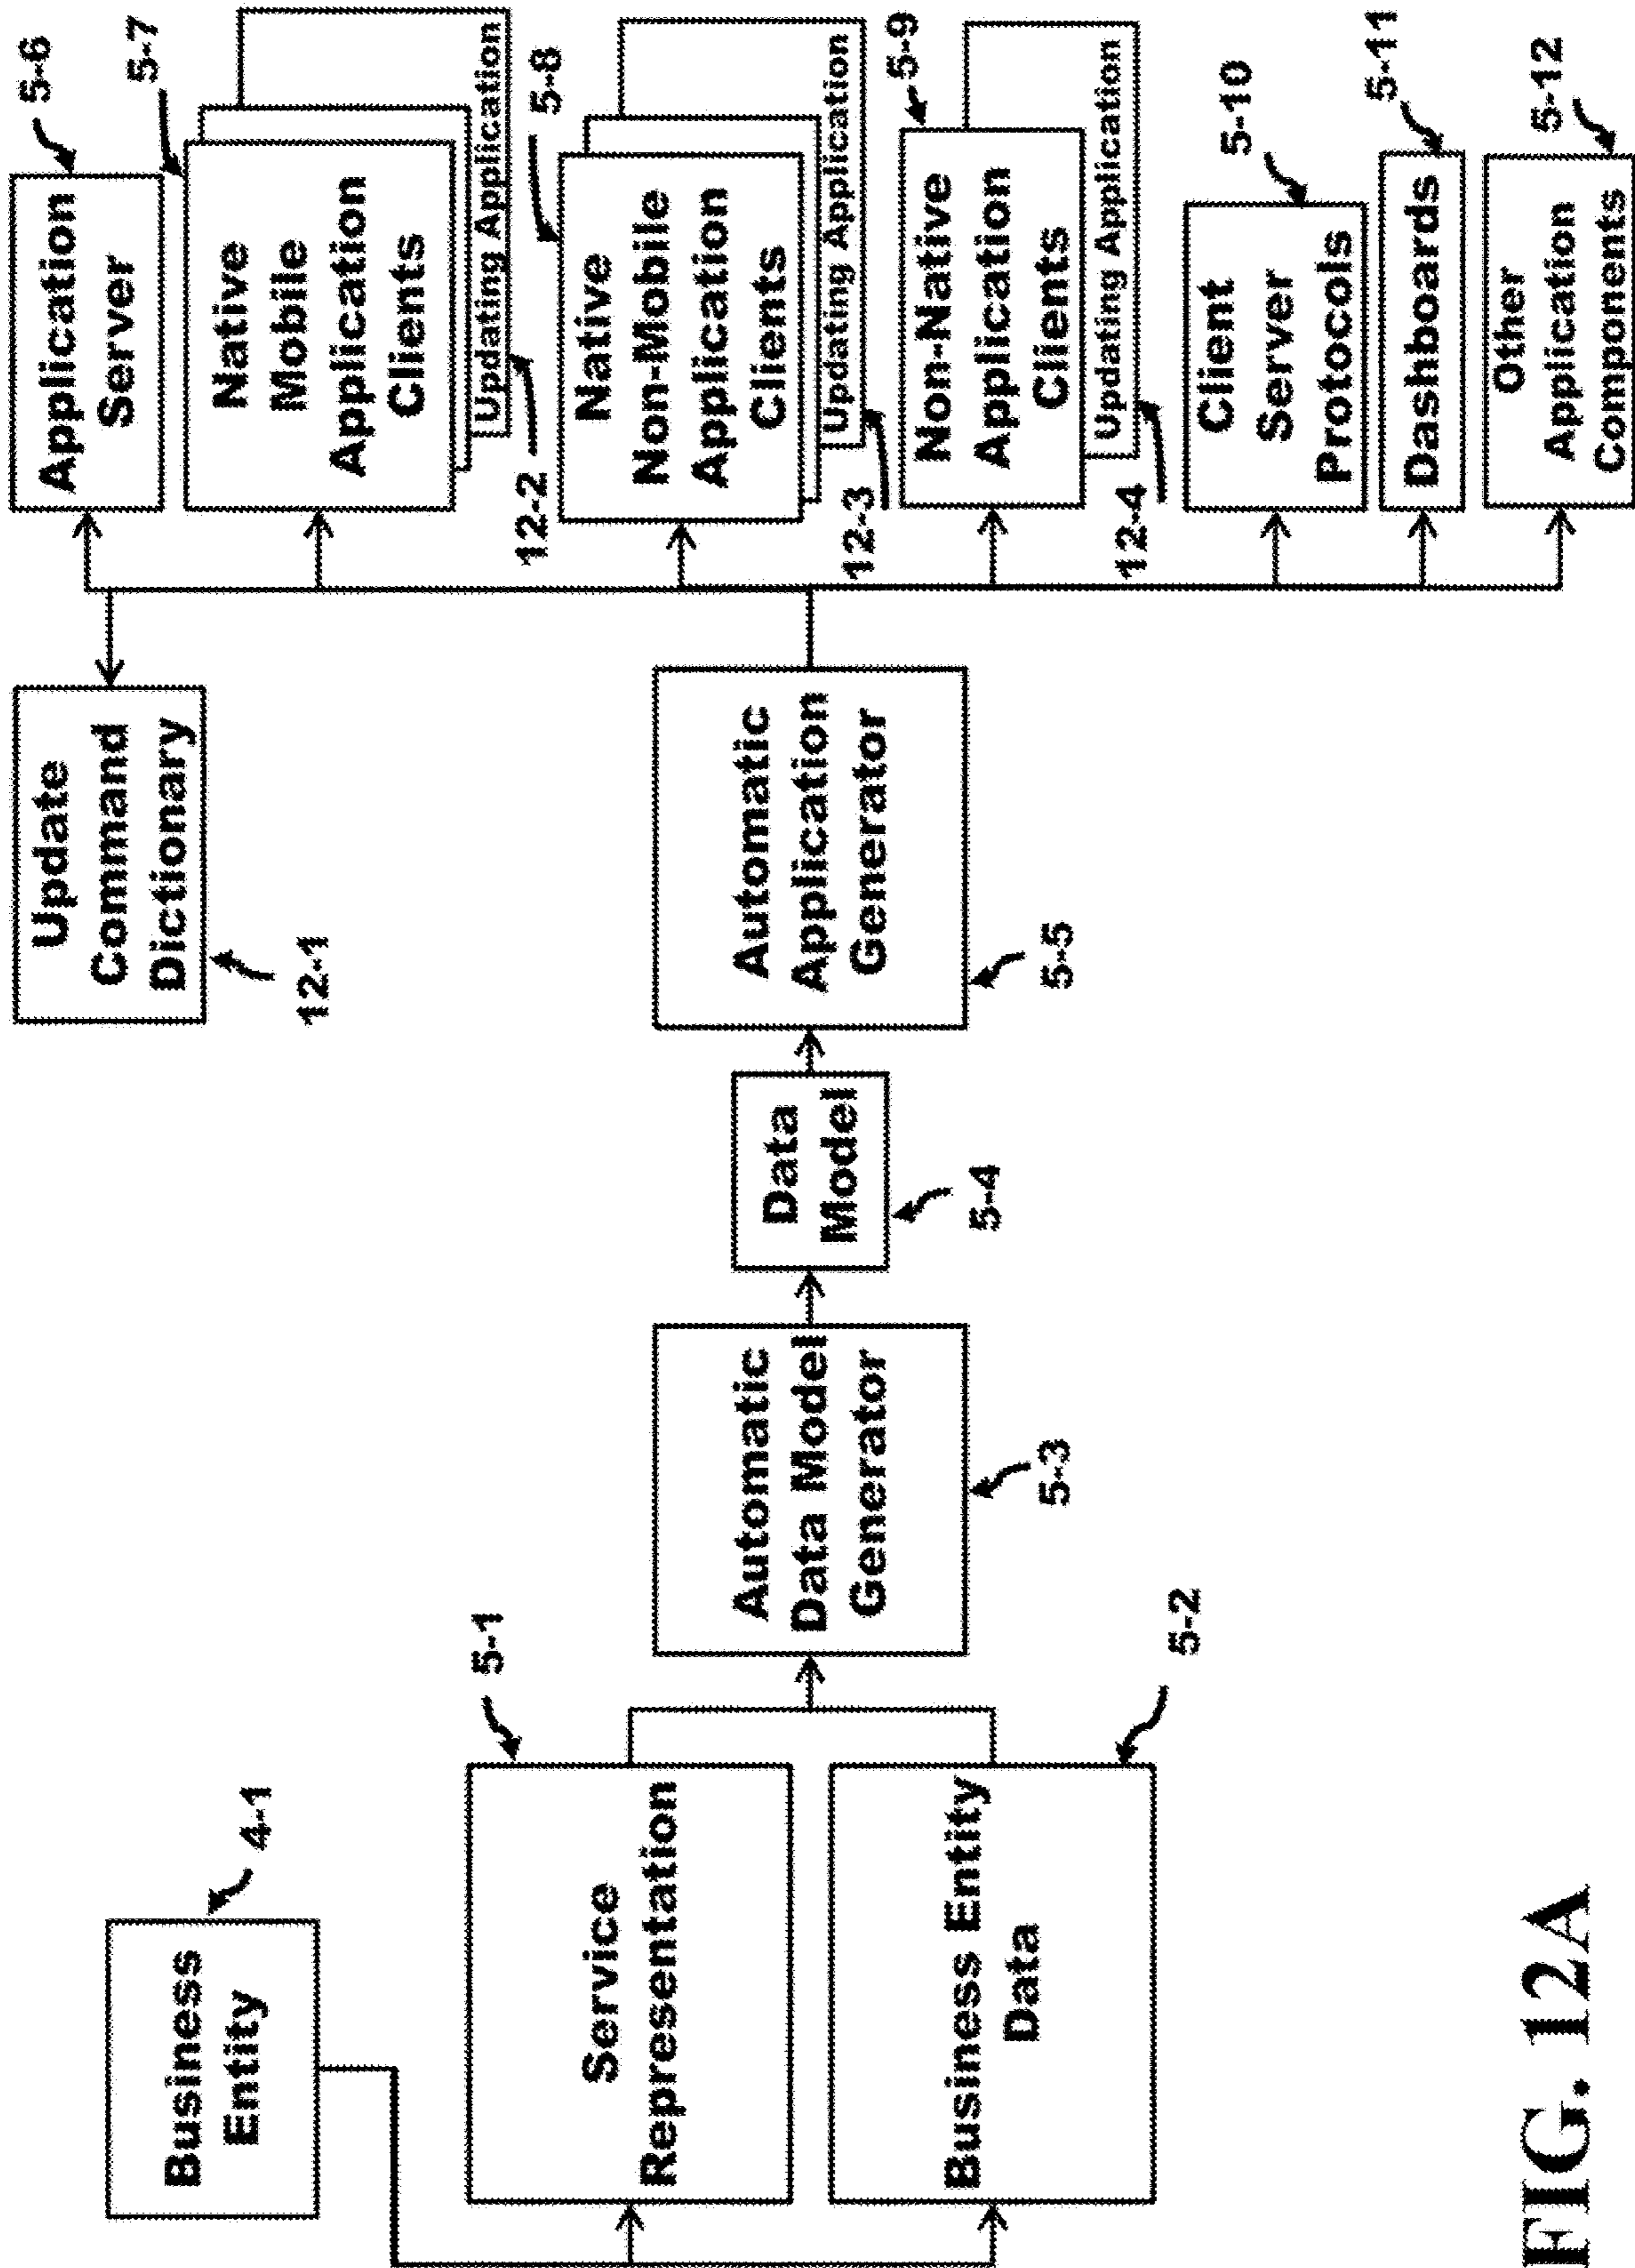 Business
Entity
4-1
Service
Representation
5-1
Business Entity
Data
5-2
Automatic
Data Model
Generator
5-3
Data
Model
5-4
Automatic
Application
Generator
5-5
Update
Command
Dictionary
12-1
Application
Server
5-6
Native
Mobile
Application
Clients
5-7
Updating Application
12-2
Native
Non-Mobile
Application
Clients
5-8
Updating Application
12-3
Non-Native
Application
Clients
5-9
Updating Application
12-4
Client
Server
Protocols
5-10
Dashboards
5-11
Other
Application
Components
5-12
FIG. 12A